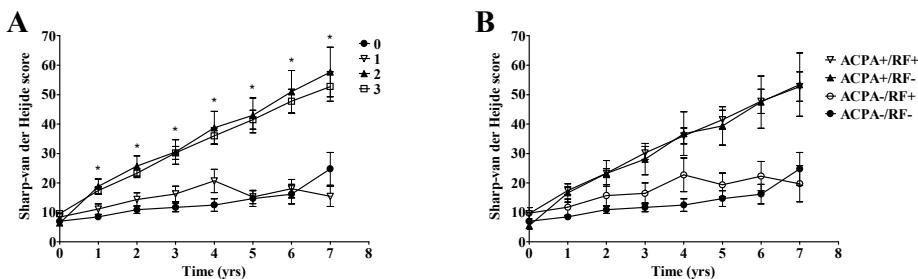 A
Sharp-van der Heijde score
70
60
50
40
30
20
10
0
* * * * * * *
0 1 2 3 4 5 6 7 8
Time (yrs)
0
1
2
3
B
Sharp-van der Heijde score
70
60
50
40
30
20
10
0
0 1 2 3 4 5 6 7 8
Time (yrs)
ACPA+/RF+
ACPA+/RF-
ACPA-/RF+
ACPA-/RF-